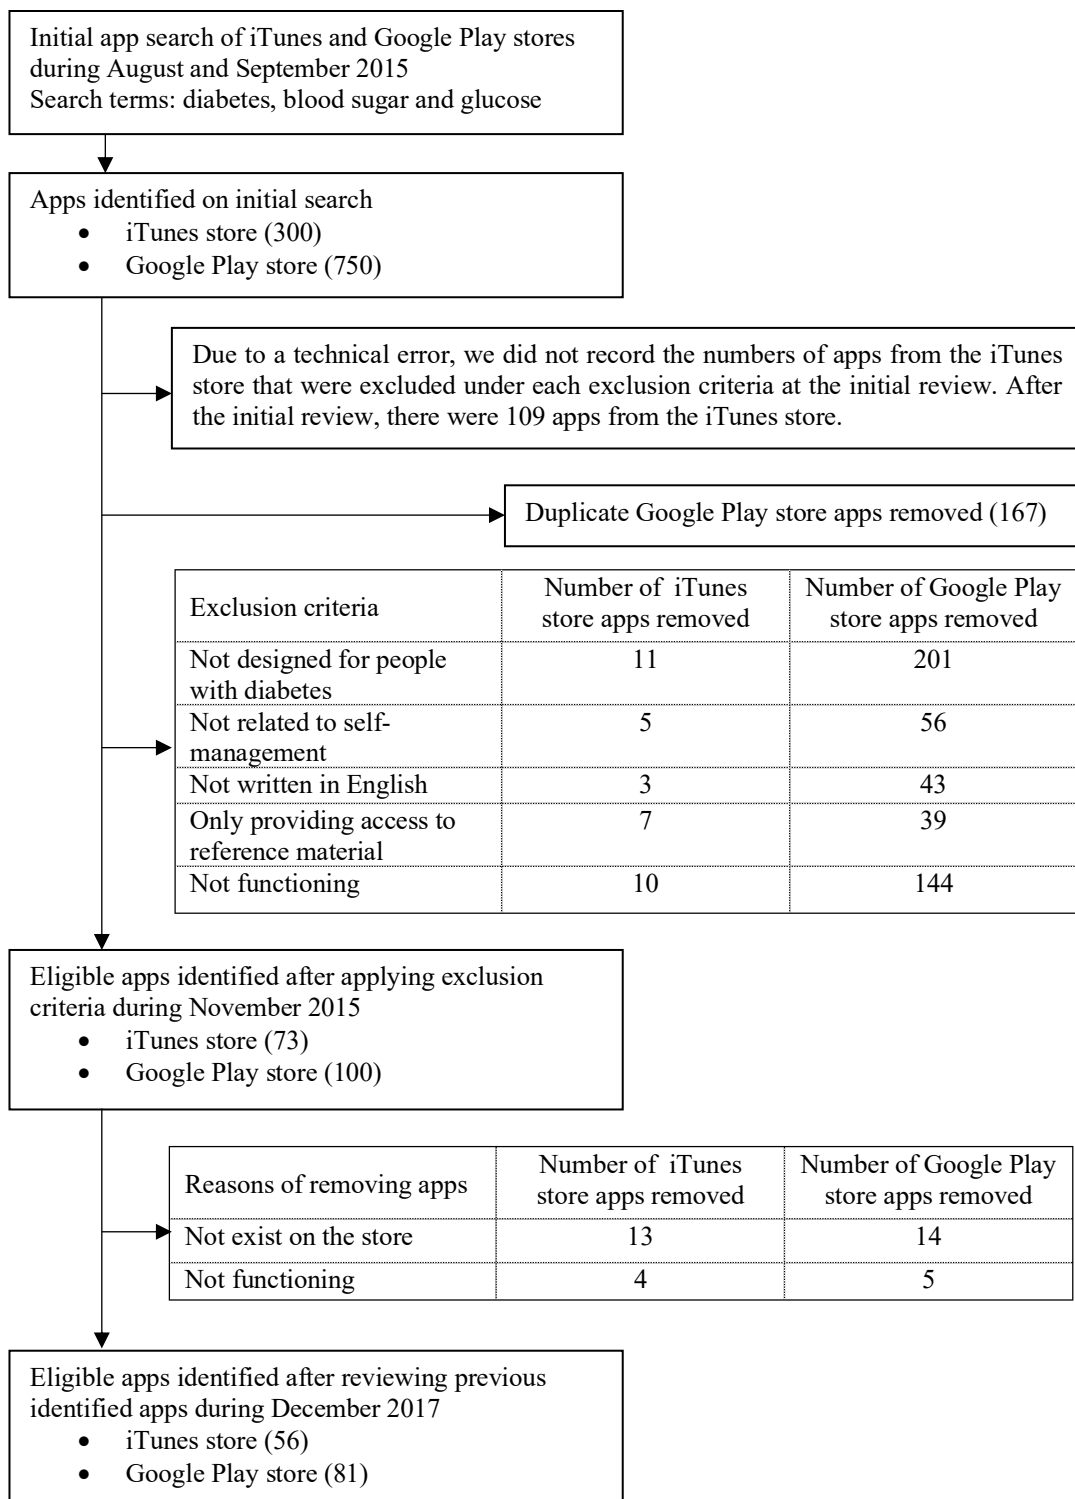 Initial app search of iTunes and Google Play stores
during August and September 2015
Search terms: diabetes, blood sugar and glucose
Apps identified on initial search
• iTunes store (300)
• Google Play store (750)
Due to a technical error, we did not record the numbers of apps from the iTunes
store that were excluded under each exclusion criteria at the initial review. After
the initial review, there were 109 apps from the iTunes store.
Duplicate Google Play store apps removed (167)
Exclusion criteria
Number of iTunes
store apps removed
Number of Google Play
store apps removed
Not designed for people
with diabetes
11
201
Not related to self-
management
5
56
Not written in English
3
43
Only providing access to
reference material
7
39
Not functioning
10
144
Eligible apps identified after applying exclusion
criteria during November 2015
• iTunes store (73)
• Google Play store (100)
Reasons of removing apps
Number of iTunes
store apps removed
Number of Google Play
store apps removed
Not exist on the store
13
14
Not functioning
4
5
Eligible apps identified after reviewing previous
identified apps during December 2017
• iTunes store (56)
• Google Play store (81)